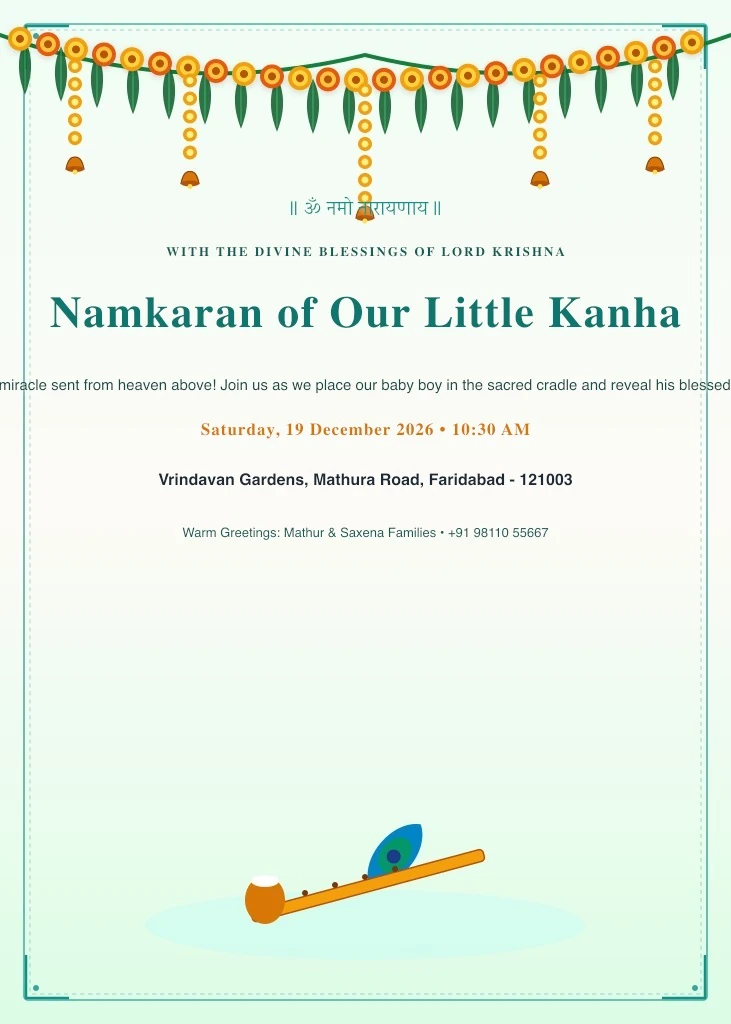 ॥ ॐ नमो नारायणाय ॥
WITH THE DIVINE BLESSINGS OF LORD KRISHNA
Namkaran of Our Little Kanha
miracle sent from heaven above! Join us as we place our baby boy in the sacred cradle and reveal his blessed
Saturday, 19 December 2026 • 10:30 AM
Vrindavan Gardens, Mathura Road, Faridabad - 121003
Warm Greetings: Mathur & Saxena Families • +91 98110 55667